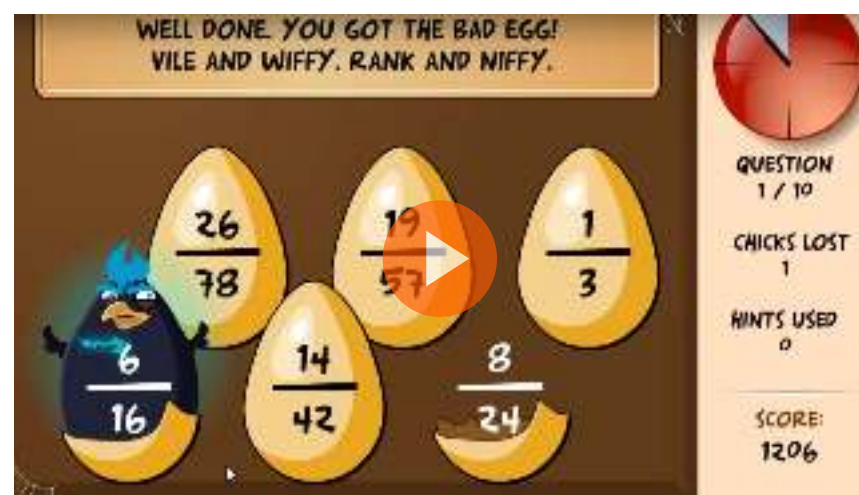 WELL DONE. YOU GOT THE BAD EGG!
VILE AND WIFFY. RANK AND NIFFY.
QUESTION
1 / 10
CHICKS LOST
1
HINTS USED
0
SCORE:
1206
26
78
19
57
1
3
6
16
14
42
8
24